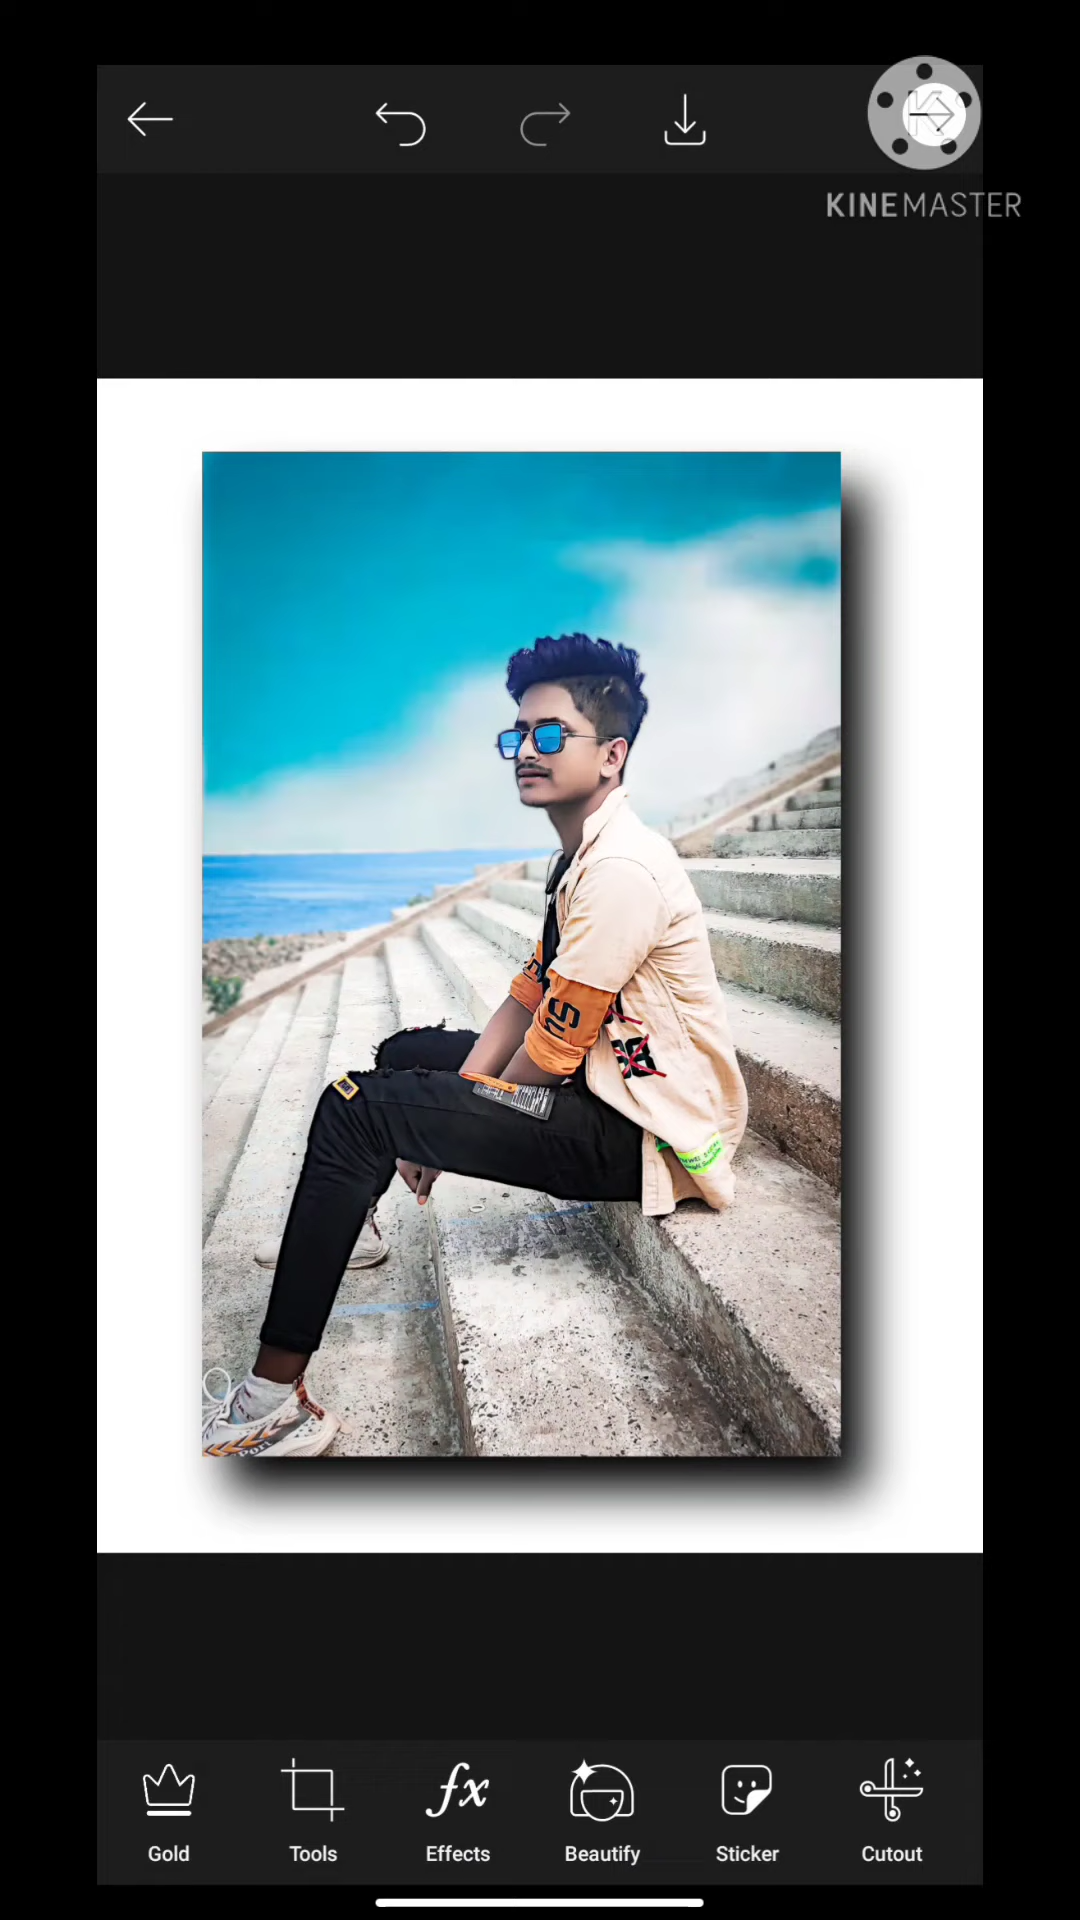 KINEMASTER
Gold
Tools
Effects
Beautify
Sticker
Cutout